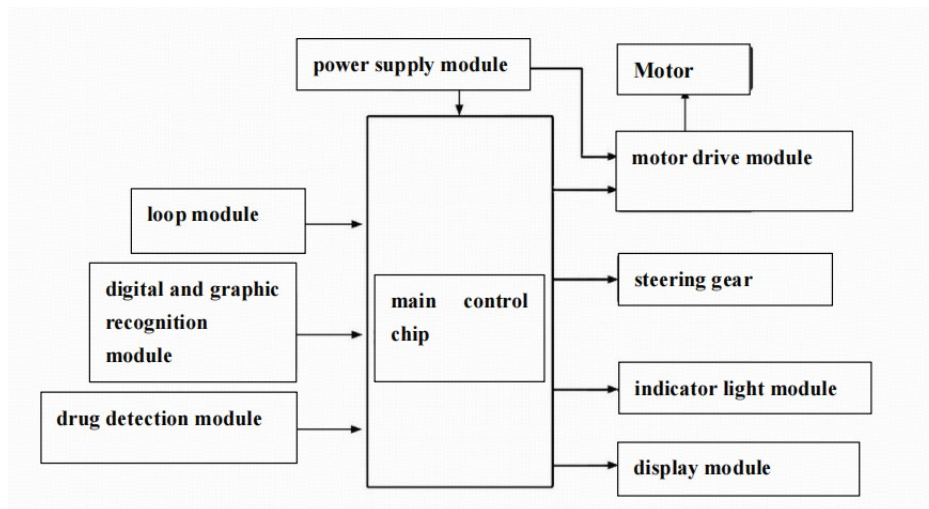 power supply module
Motor
motor drive module
loop module
digital and graphic
recognition
module
main control
chip
steering gear
drug detection module
indicator light module
display module